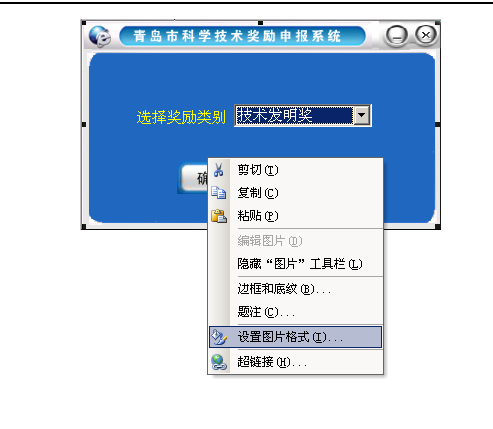 青岛市科学技术奖励申报系统
选择奖励类别 技术发明奖
确
剪切(T)
复制(C)
粘贴(P)
编辑图片(D)
隐藏“图片”工具栏(L)
边框和底纹(B)...
题注(C)...
设置图片格式(I)...
超链接(H)...